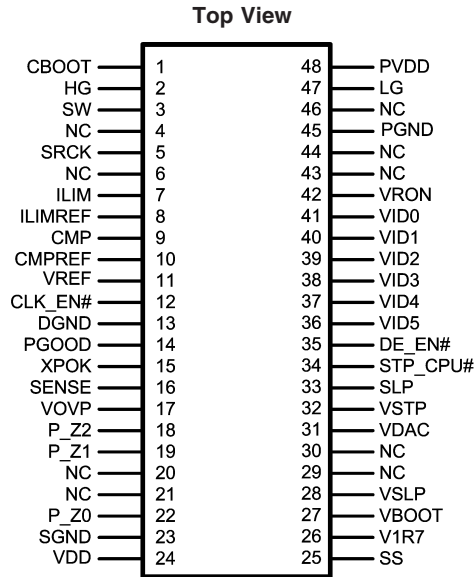 Top View
CBOOT 1 48 PVDD
HG 2 47 LG
SW 3 46 NC
NC 4 45 PGND
SRCK 5 44 NC
NC 6 43 NC
ILIM 7 42 VRON
ILIMREF 8 41 VID0
CMP 9 40 VID1
CMPREF 10 39 VID2
VREF 11 38 VID3
CLK_EN# 12 37 VID4
DGND 13 36 VID5
PGOOD 14 35 DE_EN#
XPOK 15 34 STP_CPU#
SENSE 16 33 SLP
VOVP 17 32 VSTP
P_Z2 18 31 VDAC
P_Z1 19 30 NC
NC 20 29 NC
NC 21 28 VSLP
P_Z0 22 27 VBOOT
SGND 23 26 V1R7
VDD 24 25 SS